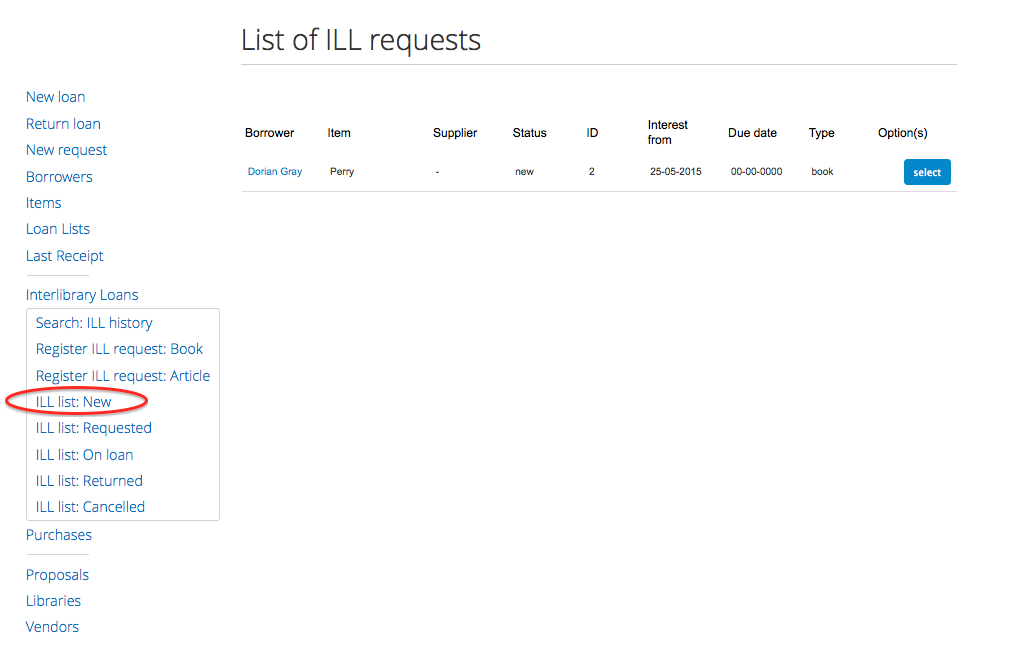 List of ILL requests
New loan
Return loan
New request
Borrowers
Items
Loan Lists
Last Receipt
Interlibrary Loans
Search: ILL history
Register ILL request: Book
Register ILL request: Article
ILL list: New
ILL list: Requested
ILL list: On loan
ILL list: Returned
ILL list: Cancelled
Purchases
Proposals
Libraries
Vendors
Borrower Item Supplier Status ID Interest from Due date Type Option(s)
Dorian Gray Perry - new 2 25-05-2015 00-00-0000 book select